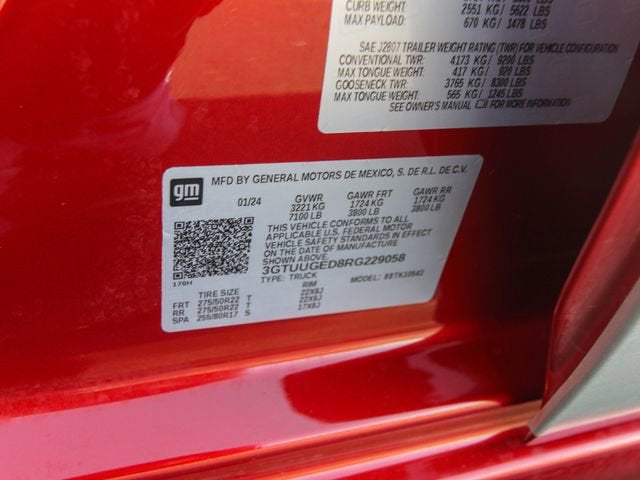 CURB WEIGHT: 2551 KG / 5622 LBS
MAX PAYLOAD: 670 KG / 1478 LBS
SAE J2807 TRAILER WEIGHT RATING (TWR) FOR VEHICLE CONFIGURATION
CONVENTIONAL TWR: 4173 KG / 9200 LBS
MAX TONGUE WEIGHT: 417 KG / 920 LBS
GOOSENECK TWR: 3765 KG / 8300 LBS
MAX TONGUE WEIGHT: 565 KG / 1245 LBS
SEE OWNER'S MANUAL FOR MORE INFORMATION
gm
MFD BY GENERAL MOTORS DE MEXICO, S. DE R.L. DE C.V.
01/24 GVWR GAWR FRT GAWR RR
3221 KG 1724 KG 1724 KG
7100 LB 3800 LB 3800 LB
THIS VEHICLE CONFORMS TO ALL
APPLICABLE U.S. FEDERAL MOTOR
VEHICLE SAFETY STANDARDS IN EFFECT
ON THE DATE OF MANUFACTURE
3GTUUGED8RG229058
TYPE: TRUCK MODEL:
170H
TIRE SIZE RIM
FRT 275/50R22 T 22X9J
RR 275/50R22 T 22X9J
SPA 255/80R17 S 17X8J